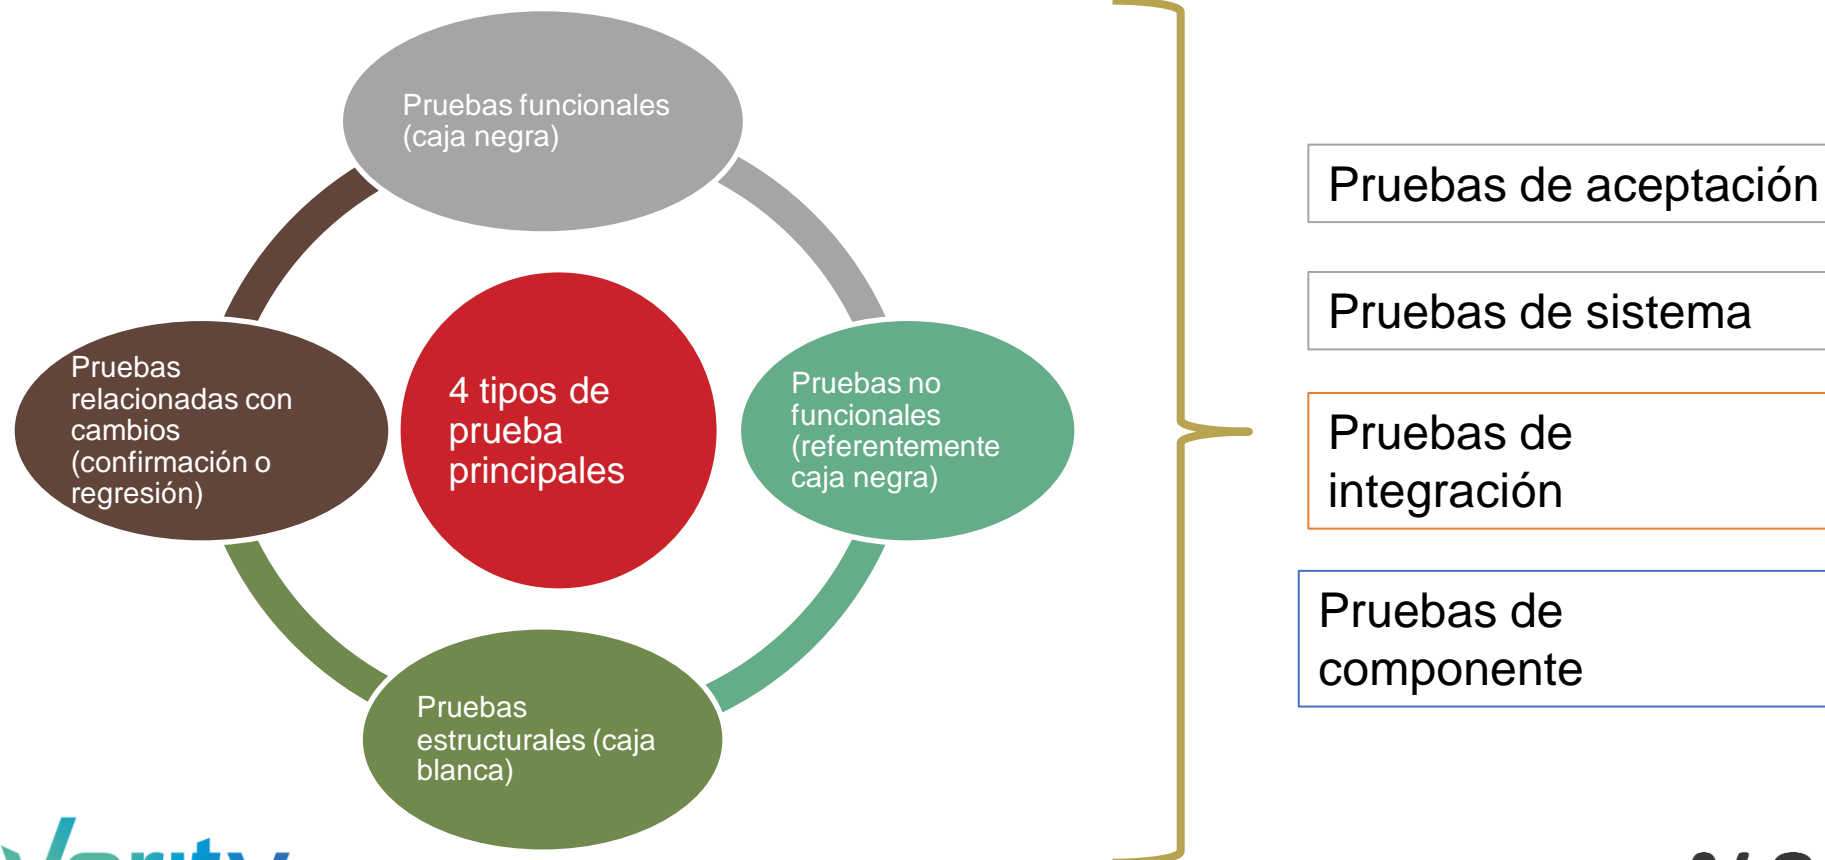 Pruebas funcionales
(caja negra)
Pruebas
relacionadas con
cambios
(confirmación o
regresión)
4 tipos de
prueba
principales
Pruebas no
funcionales
(referentemente
caja negra)
Pruebas
estructurales (caja
blanca)
Pruebas de aceptación
Pruebas de sistema
Pruebas de
integración
Pruebas de
componente